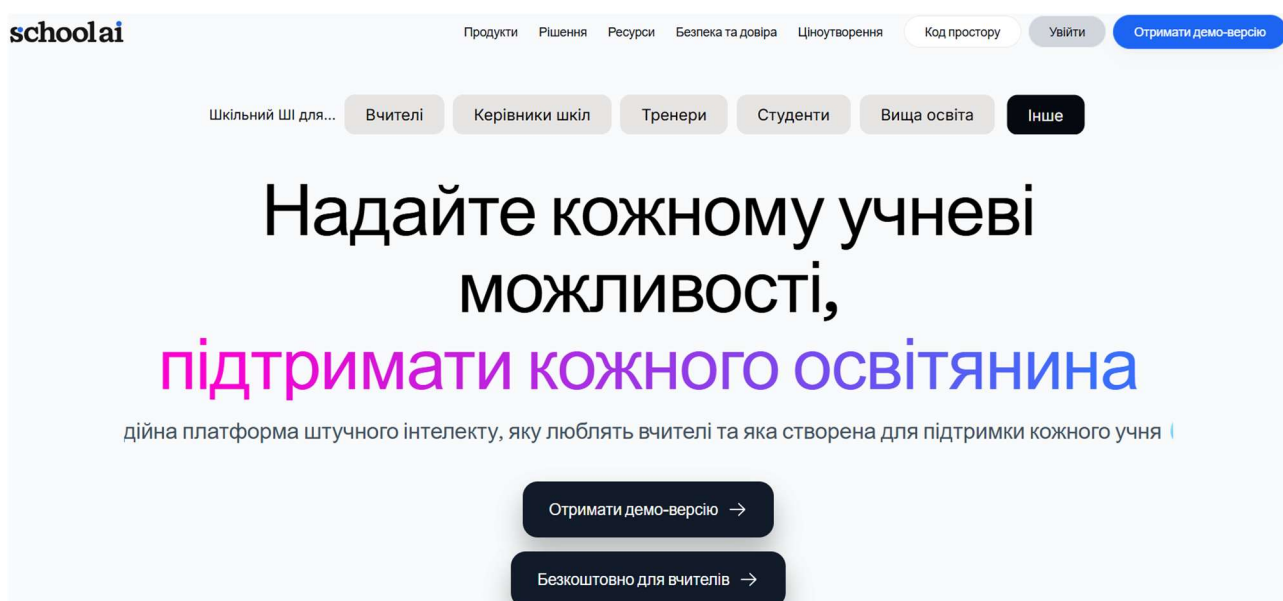 schoolai
Продукти Рішення Ресурси Безпека та довіра Ціноутворення Код простору Увійти Отримати демо-версію
Шкільний ШІ для... Вчителі Керівники шкіл Тренери Студенти Вища освіта Інше
Надайте кожному учневі
можливості,
підтримати кожного освітянина
дійна платформа штучного інтелекту, яку люблять вчителі та яка створена для підтримки кожного учня
Отримати демо-версію →
Безкоштовно для вчителів →